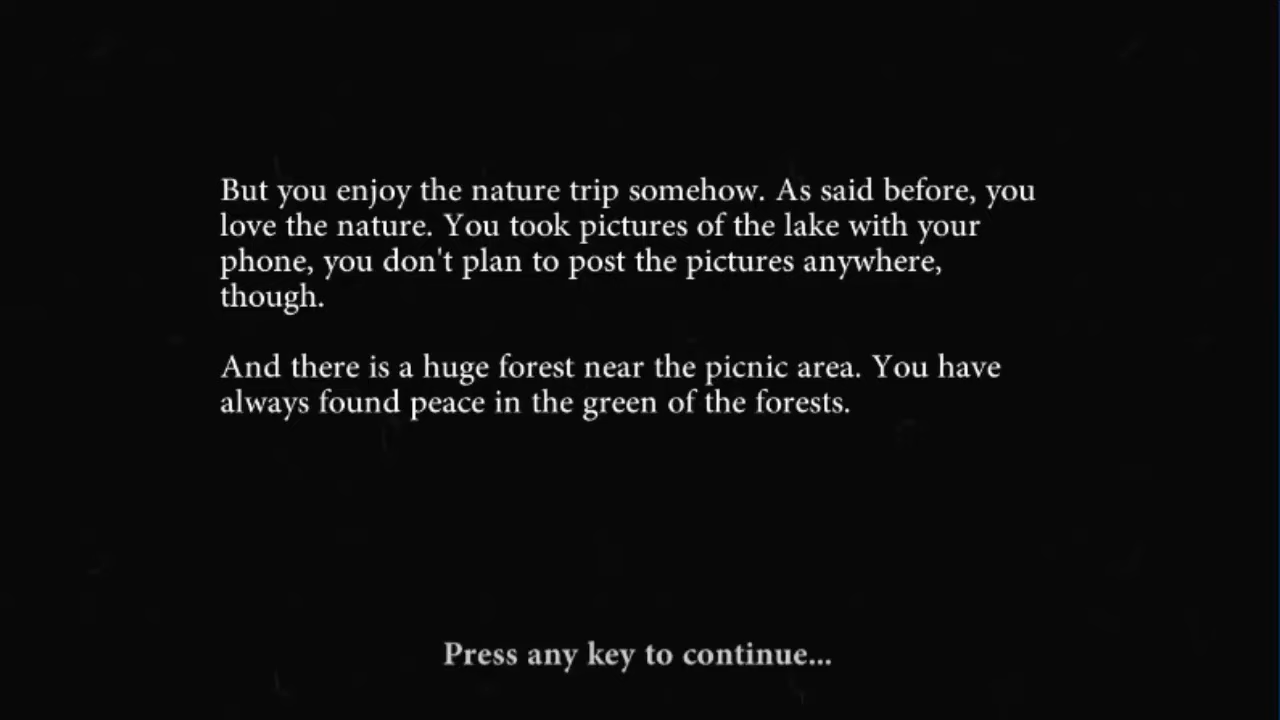 But you enjoy the nature trip somehow. As said before, you
love the nature. You took pictures of the lake with your
phone, you don't plan to post the pictures anywhere,
though.
And there is a huge forest near the picnic area. You have
always found peace in the green of the forests.
Press any key to continue...